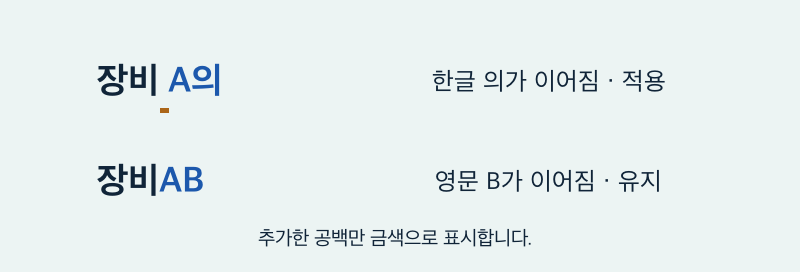 장비 A의 한글 의가 이어짐 · 적용
장비AB 영문 B가 이어짐 · 유지
추가한 공백만 금색으로 표시합니다.